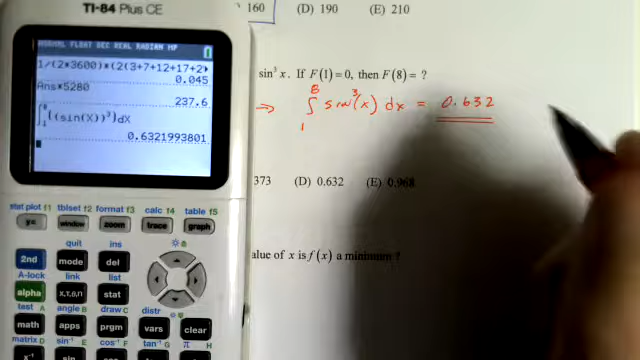 TI-84 Plus CE
NORMAL FLOAT DEC REAL RADIAN MP
1/(2*3600)*(2(3+7+12+17+2
0.045
Ans*5280
237.6
∫₁⁸((sin(X))³)dX
0.6321993801
stat plot f1 tblset f2 format f3 calc f4 table f5
y= window zoom trace graph
quit ins
2nd mode del
A-lock link list
alpha X,T,θ,n stat
test A angle B draw C distr
math apps prgm vars clear
matrix D sin⁻¹ E cos⁻¹ F tan⁻¹ G π H
x⁻¹ sin
160 (D) 190 (E) 210
sin³ x. If F(1) = 0, then F(8) = ?
⇒ ∫₁⁸ sin³(x) dx = 0.632
373 (D) 0.632 (E) 0.968
alue of x is f(x) a minimum ?